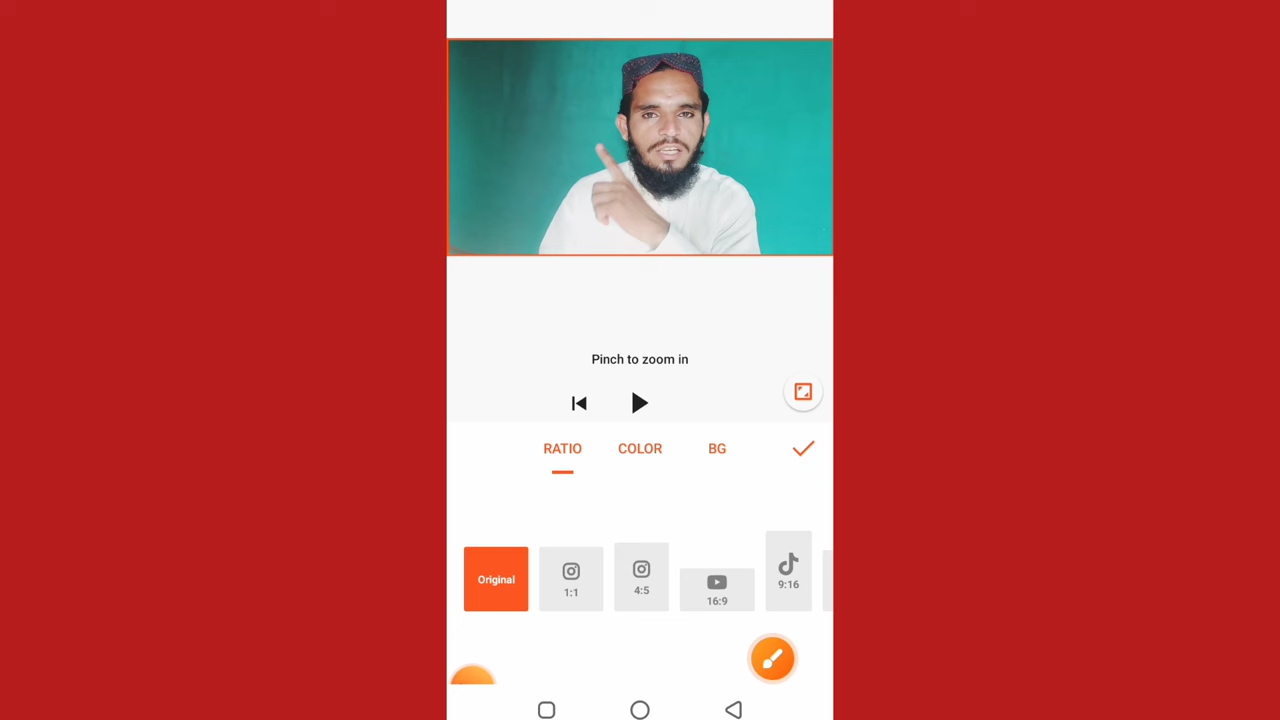 Pinch to zoom in
RATIO COLOR BG
Original
1:1
4:5
16:9
9:16